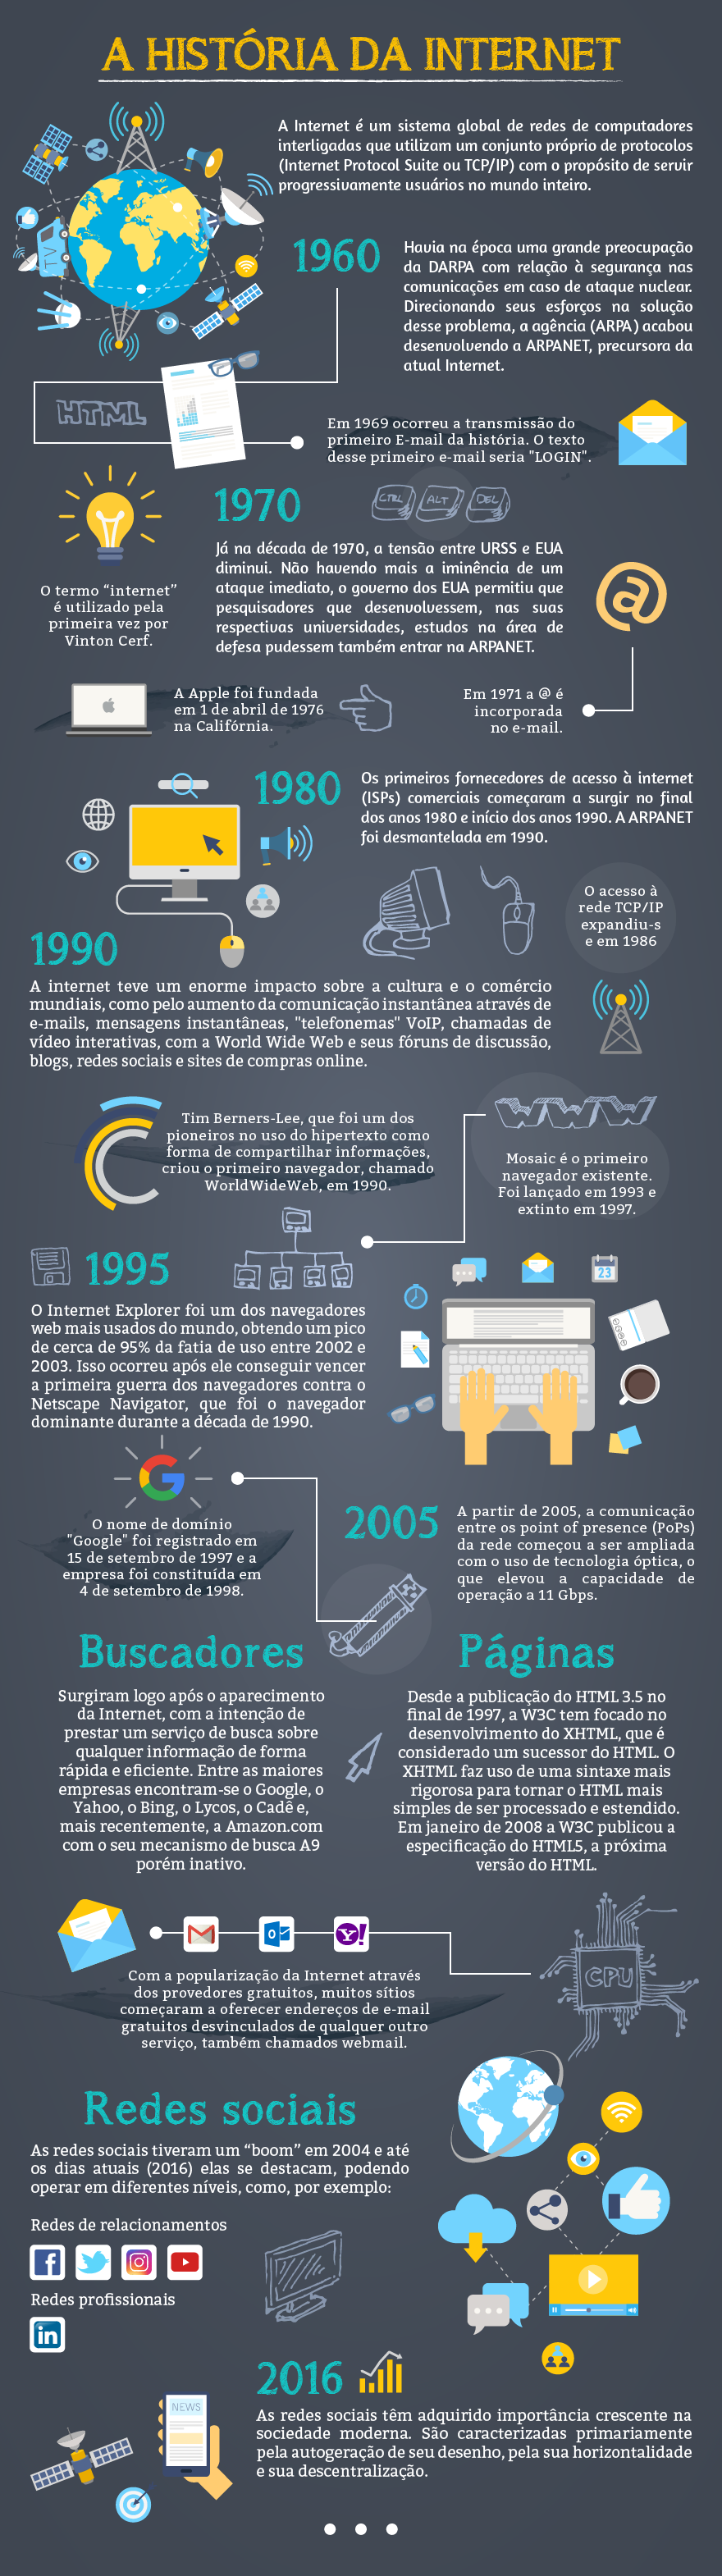 A HISTÓRIA DA INTERNET
A Internet é um sistema global de redes de computadores
interligadas que utilizam um conjunto próprio de protocolos
(Internet Protocol Suite ou TCP/IP) com o propósito de servir
progressivamente usuários no mundo inteiro.
TV
1960
Havia na época uma grande preocupação
da DARPA com relação à segurança nas
comunicações em caso de ataque nuclear.
Direcionando seus esforços na solução
desse problema, a agência (ARPA) acabou
desenvolvendo a ARPANET, precursora da
atual Internet.
HTML
Em 1969 ocorreu a transmissão do
primeiro E-mail da história. O texto
desse primeiro e-mail seria "LOGIN".
1970
CTRL ALT DEL
Já na década de 1970, a tensão entre URSS e EUA
diminui. Não havendo mais a iminência de um
ataque imediato, o governo dos EUA permitiu que
pesquisadores que desenvolvessem, nas suas
respectivas universidades, estudos na área de
defesa pudessem também entrar na ARPANET.
O termo “internet”
é utilizado pela
primeira vez por
Vinton Cerf.
@
A Apple foi fundada
em 1 de abril de 1976
na Califórnia.
Em 1971 a @ é
incorporada
no e-mail.
1980
Os primeiros fornecedores de acesso à internet
(ISPs) comerciais começaram a surgir no final
dos anos 1980 e início dos anos 1990. A ARPANET
foi desmantelada em 1990.
O acesso à
rede TCP/IP
expandiu-s
e em 1986
1990
A internet teve um enorme impacto sobre a cultura e o comércio
mundiais, como pelo aumento da comunicação instantânea através de
e-mails, mensagens instantâneas, "telefonemas" VoIP, chamadas de
vídeo interativas, com a World Wide Web e seus fóruns de discussão,
blogs, redes sociais e sites de compras online.
Tim Berners-Lee, que foi um dos
pioneiros no uso do hipertexto como
forma de compartilhar informações,
criou o primeiro navegador, chamado
WorldWideWeb, em 1990.
WWW
Mosaic é o primeiro
navegador existente.
Foi lançado em 1993 e
extinto em 1997.
1995
23
O Internet Explorer foi um dos navegadores
web mais usados do mundo, obtendo um pico
de cerca de 95% da fatia de uso entre 2002 e
2003. Isso ocorreu após ele conseguir vencer
a primeira guerra dos navegadores contra o
Netscape Navigator, que foi o navegador
dominante durante a década de 1990.
G
O nome de domínio
"Google" foi registrado em
15 de setembro de 1997 e a
empresa foi constituída em
4 de setembro de 1998.
2005
A partir de 2005, a comunicação
entre os point of presence (PoPs)
da rede começou a ser ampliada
com o uso de tecnologia óptica, o
que elevou a capacidade de
operação a 11 Gbps.
Buscadores
Surgiram logo após o aparecimento
da Internet, com a intenção de
prestar um serviço de busca sobre
qualquer informação de forma
rápida e eficiente. Entre as maiores
empresas encontram-se o Google, o
Yahoo, o Bing, o Lycos, o Cadê e,
mais recentemente, a Amazon.com
com o seu mecanismo de busca A9
porém inativo.
Páginas
Desde a publicação do HTML 3.5 no
final de 1997, a W3C tem focado no
desenvolvimento do XHTML, que é
considerado um sucessor do HTML. O
XHTML faz uso de uma sintaxe mais
rigorosa para tornar o HTML mais
simples de ser processado e estendido.
Em janeiro de 2008 a W3C publicou a
especificação do HTML5, a próxima
versão do HTML.
Y!
CPU
Com a popularização da Internet através
dos provedores gratuitos, muitos sítios
começaram a oferecer endereços de e-mail
gratuitos desvinculados de qualquer outro
serviço, também chamados webmail.
Redes sociais
As redes sociais tiveram um “boom” em 2004 e até
os dias atuais (2016) elas se destacam, podendo
operar em diferentes níveis, como, por exemplo:
Redes de relacionamentos
f
Redes profissionais
in
2016
NEWS
As redes sociais têm adquirido importância crescente na
sociedade moderna. São caracterizadas primariamente
pela autogeração de seu desenho, pela sua horizontalidade
e sua descentralização.